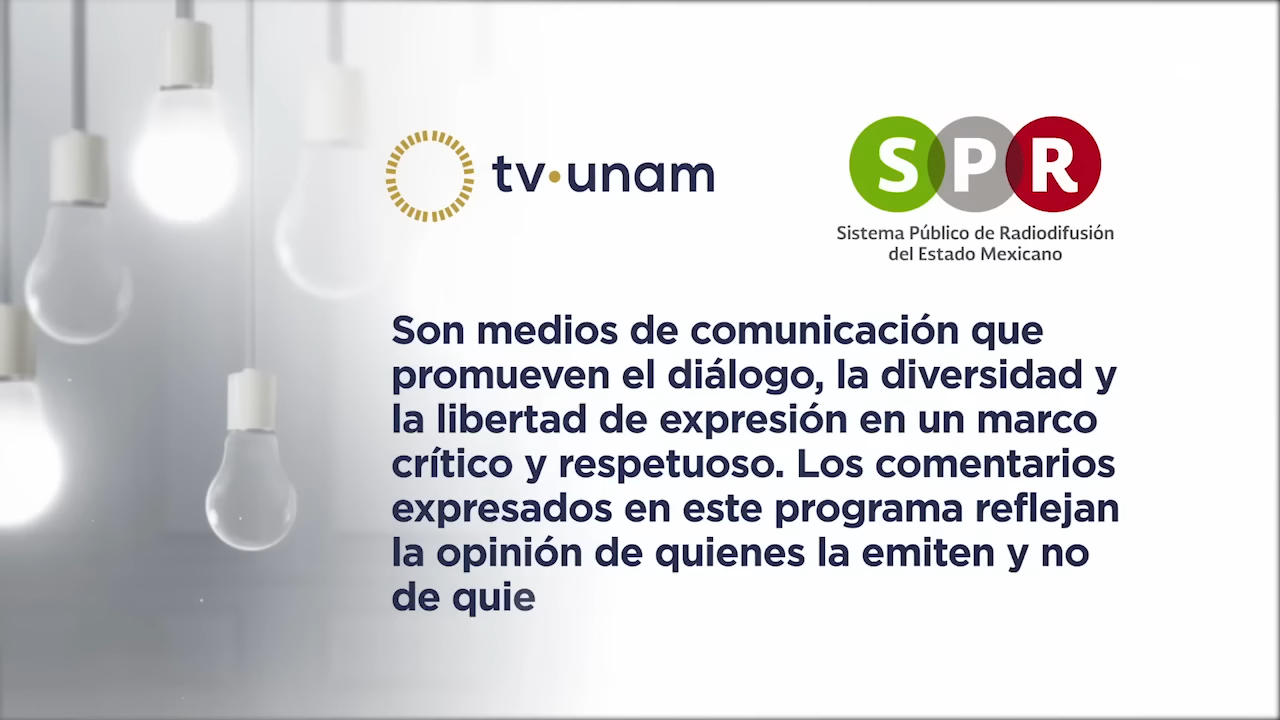 tv•unam
SPR
Sistema Público de Radiodifusión
del Estado Mexicano
Son medios de comunicación que
promueven el diálogo, la diversidad y
la libertad de expresión en un marco
crítico y respetuoso. Los comentarios
expresados en este programa reflejan
la opinión de quienes la emiten y no
de quie